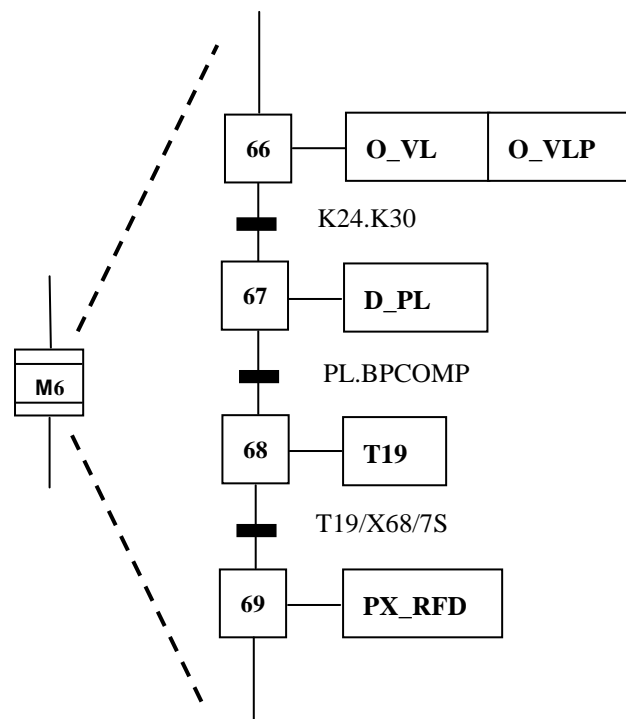 66 O_VL O_VLP
K24.K30
67 D_PL
M6
PL.BPCOMP
68 T19
T19/X68/7S
69 PX_RFD